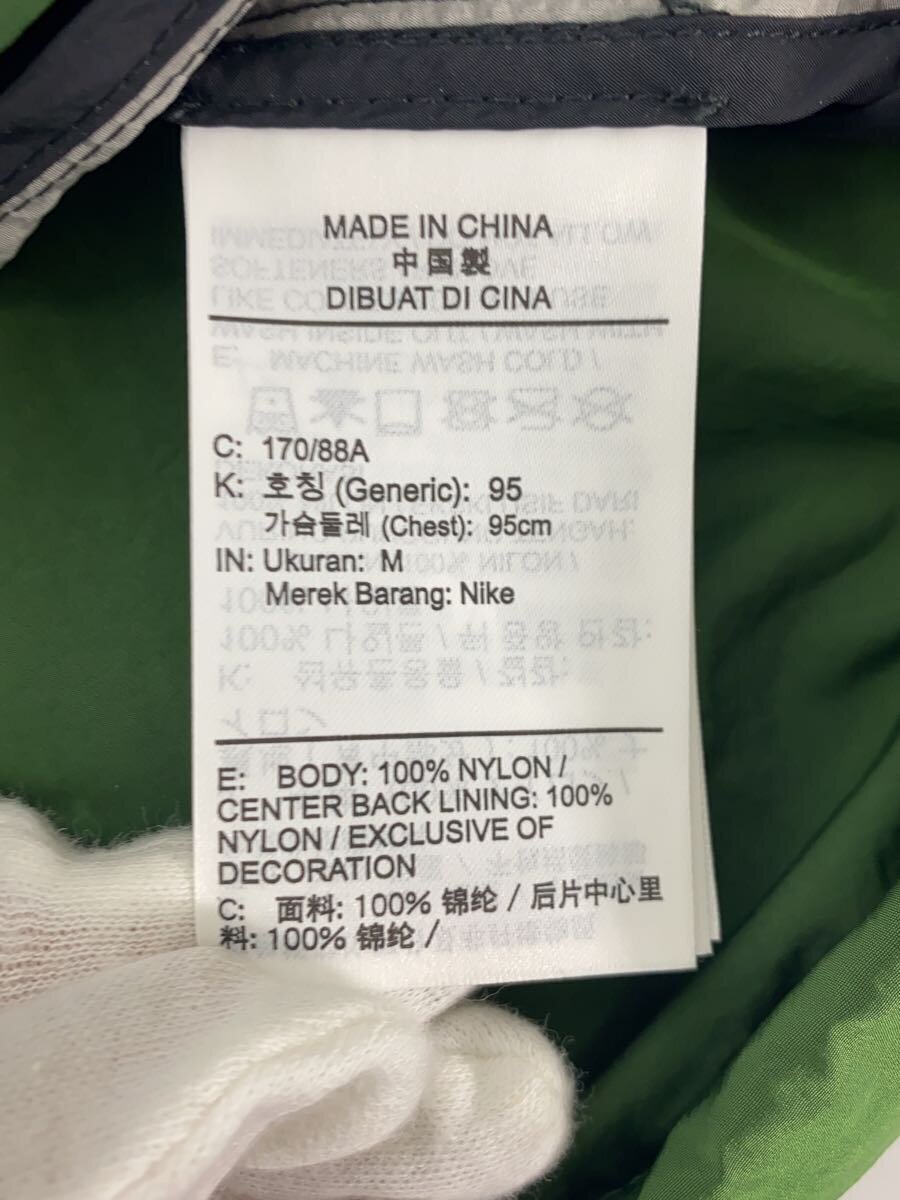 MADE IN CHINA
中国製
DIBUAT DI CINA
C: 170/88A
K: 호칭 (Generic): 95
가슴둘레 (Chest): 95cm
IN: Ukuran: M
Merek Barang: Nike
E: BODY: 100% NYLON /
CENTER BACK LINING: 100%
NYLON / EXCLUSIVE OF
DECORATION
C: 面料: 100% 锦纶 / 后片中心里
料: 100% 锦纶 /